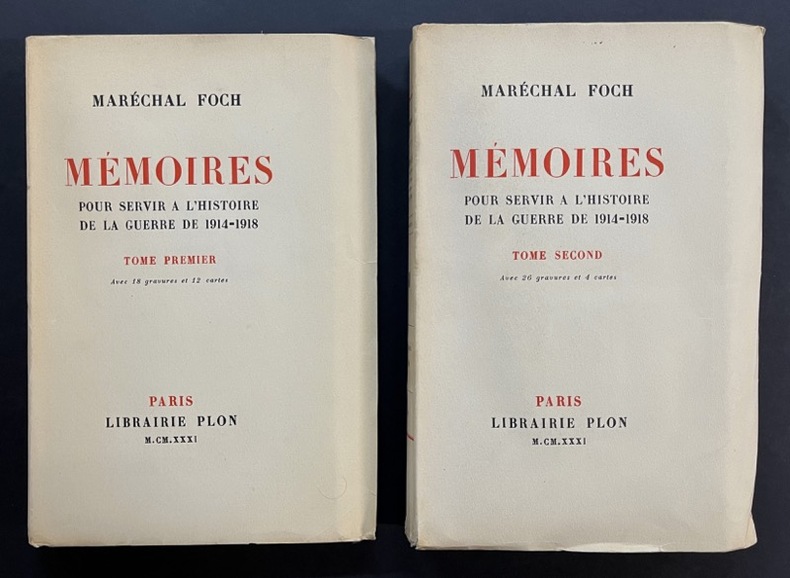 MARÉCHAL FOCH
MÉMOIRES
POUR SERVIR A L'HISTOIRE
DE LA GUERRE DE 1914-1918
TOME PREMIER
Avec 18 gravures et 12 cartes
PARIS
LIBRAIRIE PLON
M.CM.XXXI
MARÉCHAL FOCH
MÉMOIRES
POUR SERVIR A L'HISTOIRE
DE LA GUERRE DE 1914-1918
TOME SECOND
Avec 26 gravures et 4 cartes
PARIS
LIBRAIRIE PLON
M.CM.XXXI